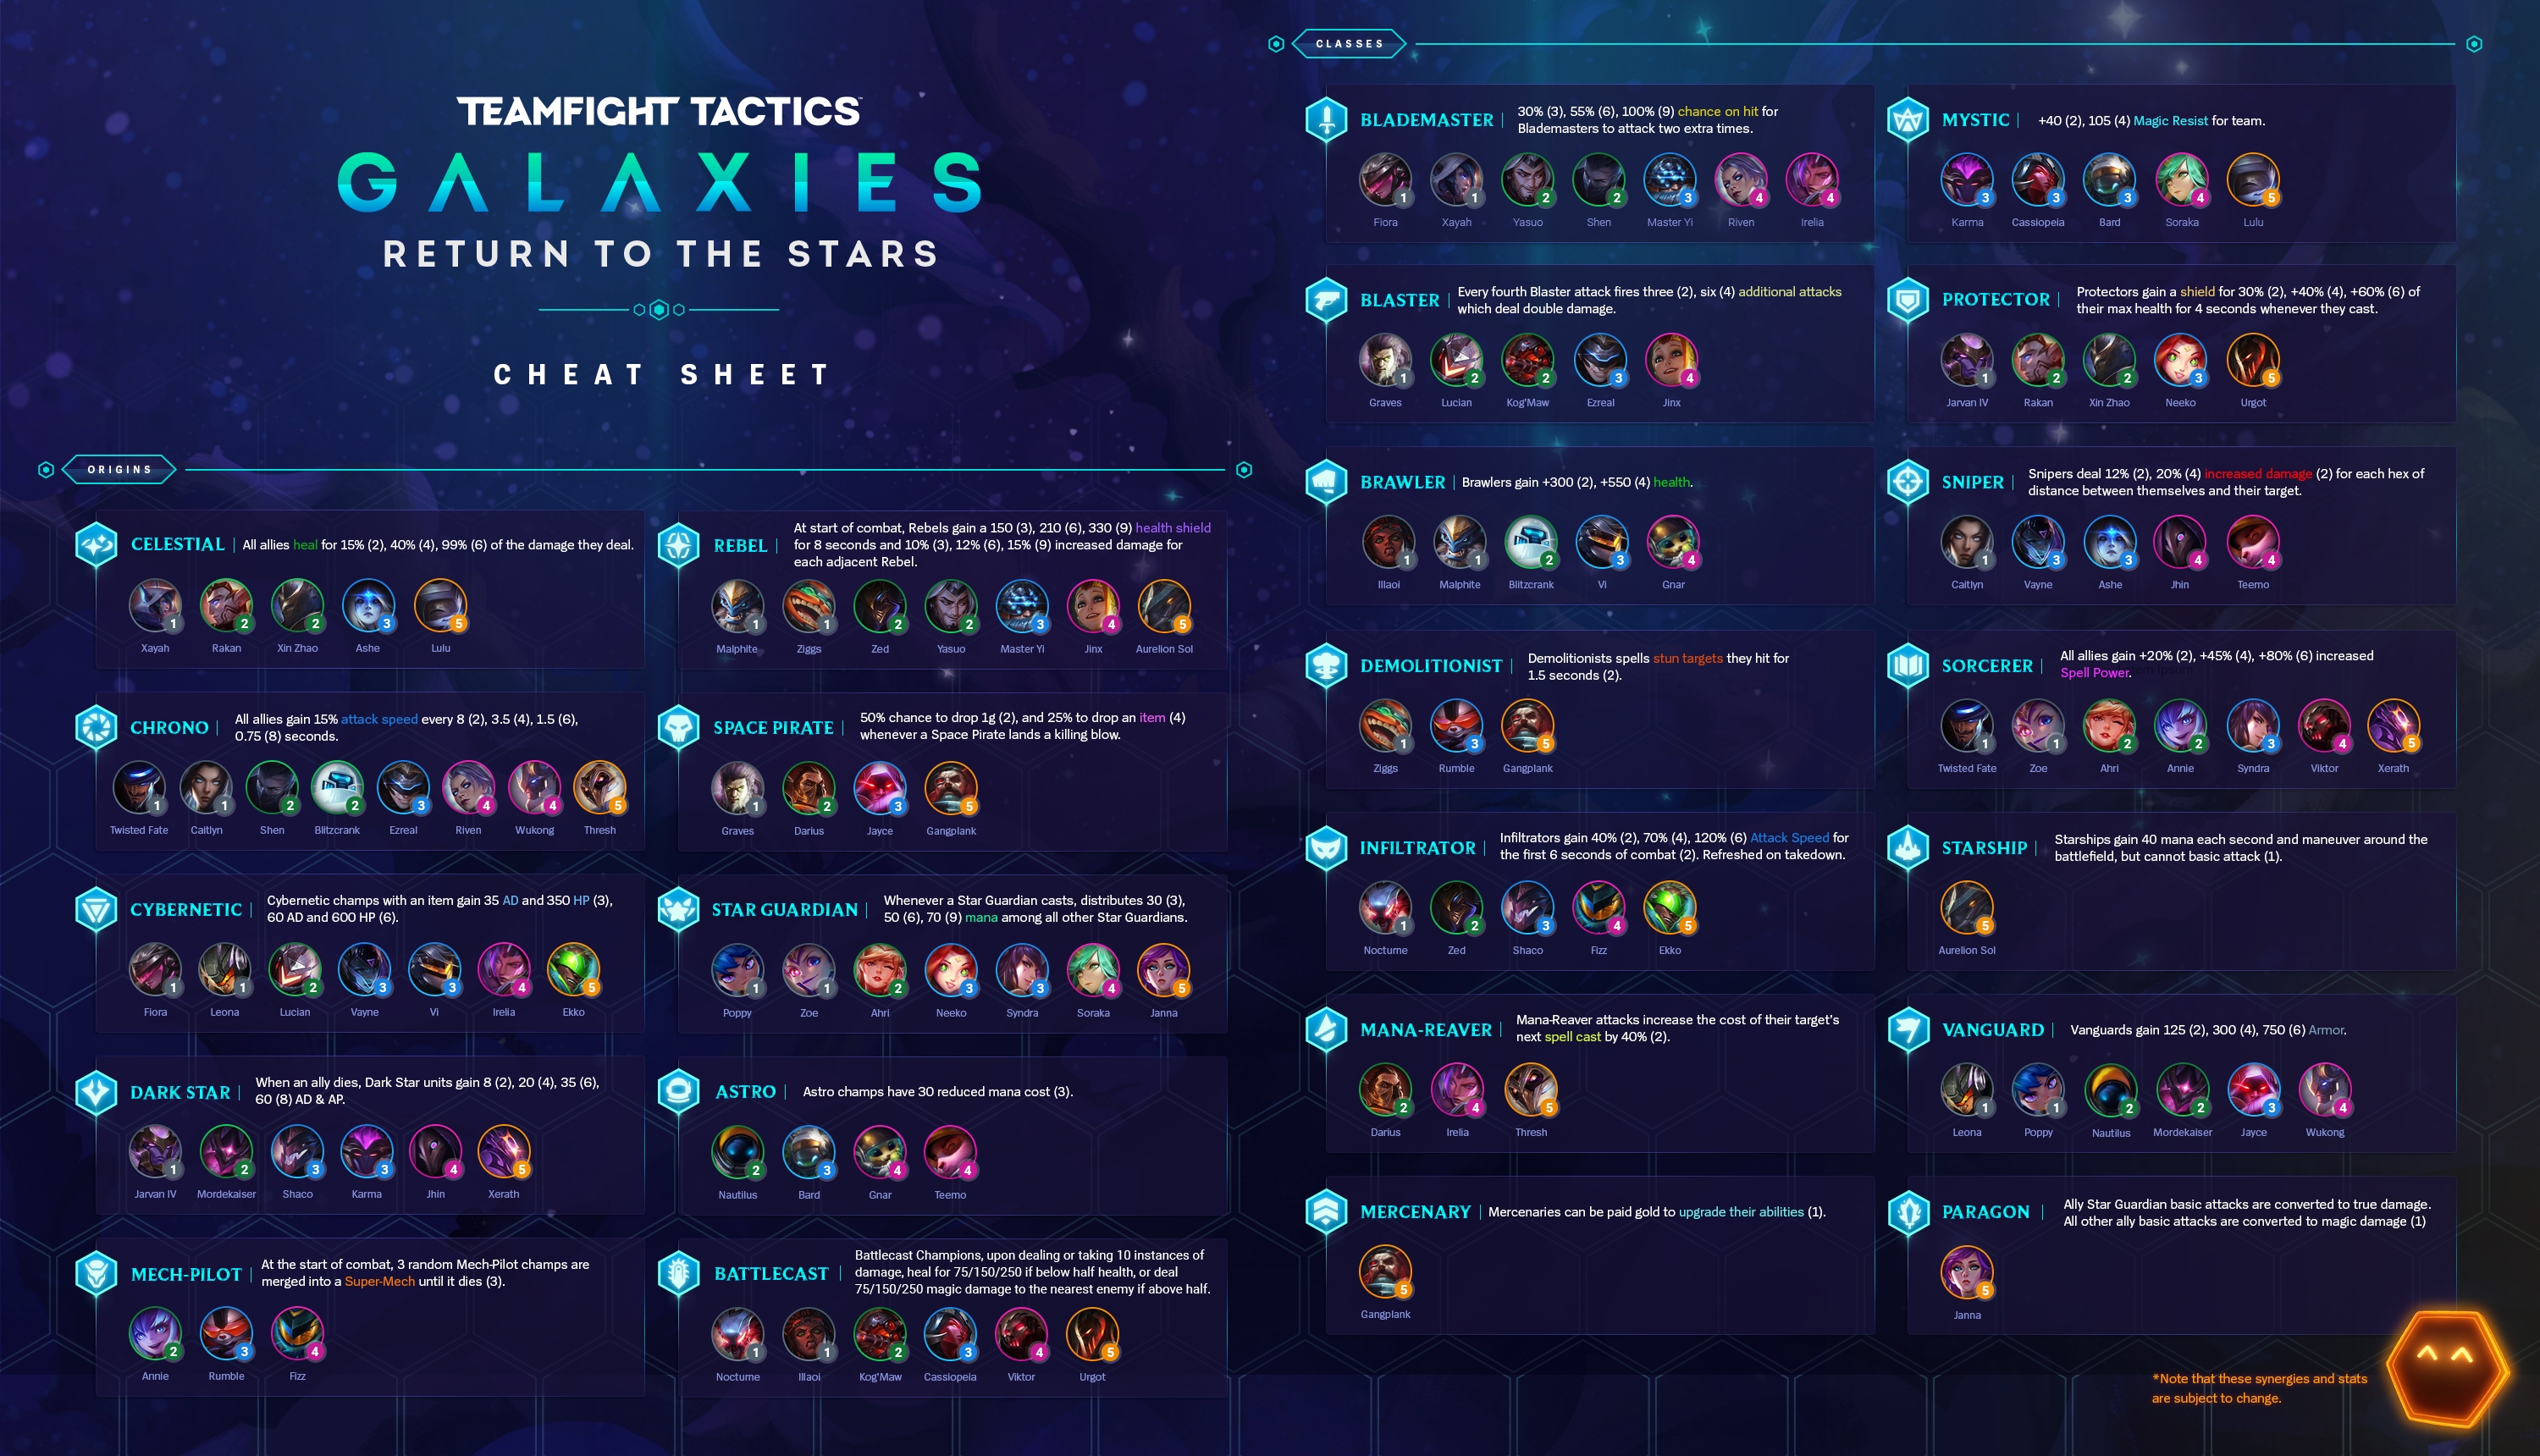 TEAMFIGHT TACTICS
GALAXIES
RETURN TO THE STARS
CHEAT SHEET
ORIGINS
CELESTIAL
All allies heal for 15% (2), 40% (4), 99% (6) of the damage they deal.
1 2 2 3 5
Xayah Rakan Xin Zhao Ashe Lulu
REBEL
At start of combat, Rebels gain a 150 (3), 210 (6), 330 (9) health shield
for 8 seconds and 10% (3), 12% (6), 15% (9) increased damage for
each adjacent Rebel.
1 1 2 2 3 4 5
Malphite Ziggs Zed Yasuo Master Yi Jinx Aurelion Sol
CHRONO
All allies gain 15% attack speed every 8 (2), 3.5 (4), 1.5 (6),
0.75 (8) seconds.
1 1 2 2 3 4 4 5
Twisted Fate Caitlyn Shen Blitzcrank Ezreal Riven Wukong Thresh
SPACE PIRATE
50% chance to drop 1g (2), and 25% to drop an item (4)
whenever a Space Pirate lands a killing blow.
1 2 3 5
Graves Darius Jayce Gangplank
CYBERNETIC
Cybernetic champs with an item gain 35 AD and 350 HP (3),
60 AD and 600 HP (6).
1 1 2 3 3 4 5
Fiora Leona Lucian Vayne Vi Irelia Ekko
STAR GUARDIAN
Whenever a Star Guardian casts, distributes 30 (3),
50 (6), 70 (9) mana among all other Star Guardians.
1 1 2 3 3 4 5
Poppy Zoe Ahri Neeko Syndra Soraka Janna
DARK STAR
When an ally dies, Dark Star units gain 8 (2), 20 (4), 35 (6),
60 (8) AD & AP.
1 2 3 3 4 5
Jarvan IV Mordekaiser Shaco Karma Jhin Xerath
ASTRO
Astro champs have 30 reduced mana cost (3).
2 3 4 4
Nautilus Bard Gnar Teemo
MECH-PILOT
At the start of combat, 3 random Mech-Pilot champs are
merged into a Super-Mech until it dies (3).
2 3 4
Annie Rumble Fizz
BATTLECAST
Battlecast Champions, upon dealing or taking 10 instances of
damage, heal for 75/150/250 if below half health, or deal
75/150/250 magic damage to the nearest enemy if above half.
1 1 2 3 4 5
Nocturne Illaoi Kog'Maw Cassiopeia Viktor Urgot
CLASSES
BLADEMASTER
30% (3), 55% (6), 100% (9) chance on hit for
Blademasters to attack two extra times.
1 1 2 2 3 4 4
Fiora Xayah Yasuo Shen Master Yi Riven Irelia
MYSTIC
+40 (2), 105 (4) Magic Resist for team.
3 3 3 4 5
Karma Cassiopeia Bard Soraka Lulu
BLASTER
Every fourth Blaster attack fires three (2), six (4) additional attacks
which deal double damage.
1 2 2 3 4
Graves Lucian Kog'Maw Ezreal Jinx
PROTECTOR
Protectors gain a shield for 30% (2), +40% (4), +60% (6) of
their max health for 4 seconds whenever they cast.
1 2 2 3 5
Jarvan IV Rakan Xin Zhao Neeko Urgot
BRAWLER
Brawlers gain +300 (2), +550 (4) health.
1 1 2 3 4
Illaoi Malphite Blitzcrank Vi Gnar
SNIPER
Snipers deal 12% (2), 20% (4) increased damage (2) for each hex of
distance between themselves and their target.
1 3 3 4 4
Caitlyn Vayne Ashe Jhin Teemo
DEMOLITIONIST
Demolitionists spells stun targets they hit for
1.5 seconds (2).
1 3 5
Ziggs Rumble Gangplank
SORCERER
All allies gain +20% (2), +45% (4), +80% (6) increased
Spell Power.
1 1 2 2 3 4 5
Twisted Fate Zoe Ahri Annie Syndra Viktor Xerath
INFILTRATOR
Infiltrators gain 40% (2), 70% (4), 120% (6) Attack Speed for
the first 6 seconds of combat (2). Refreshed on takedown.
1 2 3 4 5
Nocturne Zed Shaco Fizz Ekko
STARSHIP
Starships gain 40 mana each second and maneuver around the
battlefield, but cannot basic attack (1).
5
Aurelion Sol
MANA-REAVER
Mana-Reaver attacks increase the cost of their target's
next spell cast by 40% (2).
2 4 5
Darius Irelia Thresh
VANGUARD
Vanguards gain 125 (2), 300 (4), 750 (6) Armor.
1 1 2 2 3 4
Leona Poppy Nautilus Mordekaiser Jayce Wukong
MERCENARY
Mercenaries can be paid gold to upgrade their abilities (1).
5
Gangplank
PARAGON
Ally Star Guardian basic attacks are converted to true damage.
All other ally basic attacks are converted to magic damage (1)
5
Janna
*Note that these synergies and stats
are subject to change.